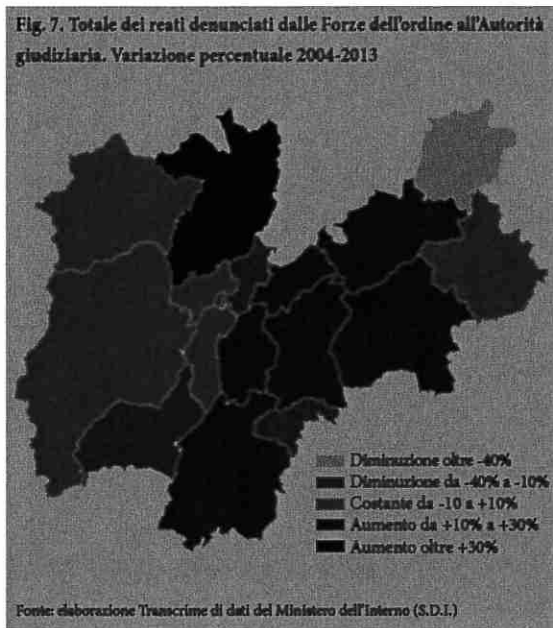 Fig. 7. Totale dei reati denunciati dalle Forze dell'ordine all'Autorità
giudiziaria. Variazione percentuale 2004-2013
Diminuzione oltre -40%
Diminuzione da -40% a -10%
Costante da -10 a +10%
Aumento da +10% a +30%
Aumento oltre +30%
Fonte: elaborazione Transcrime di dati del Ministero dell'Interno (S.D.I.)